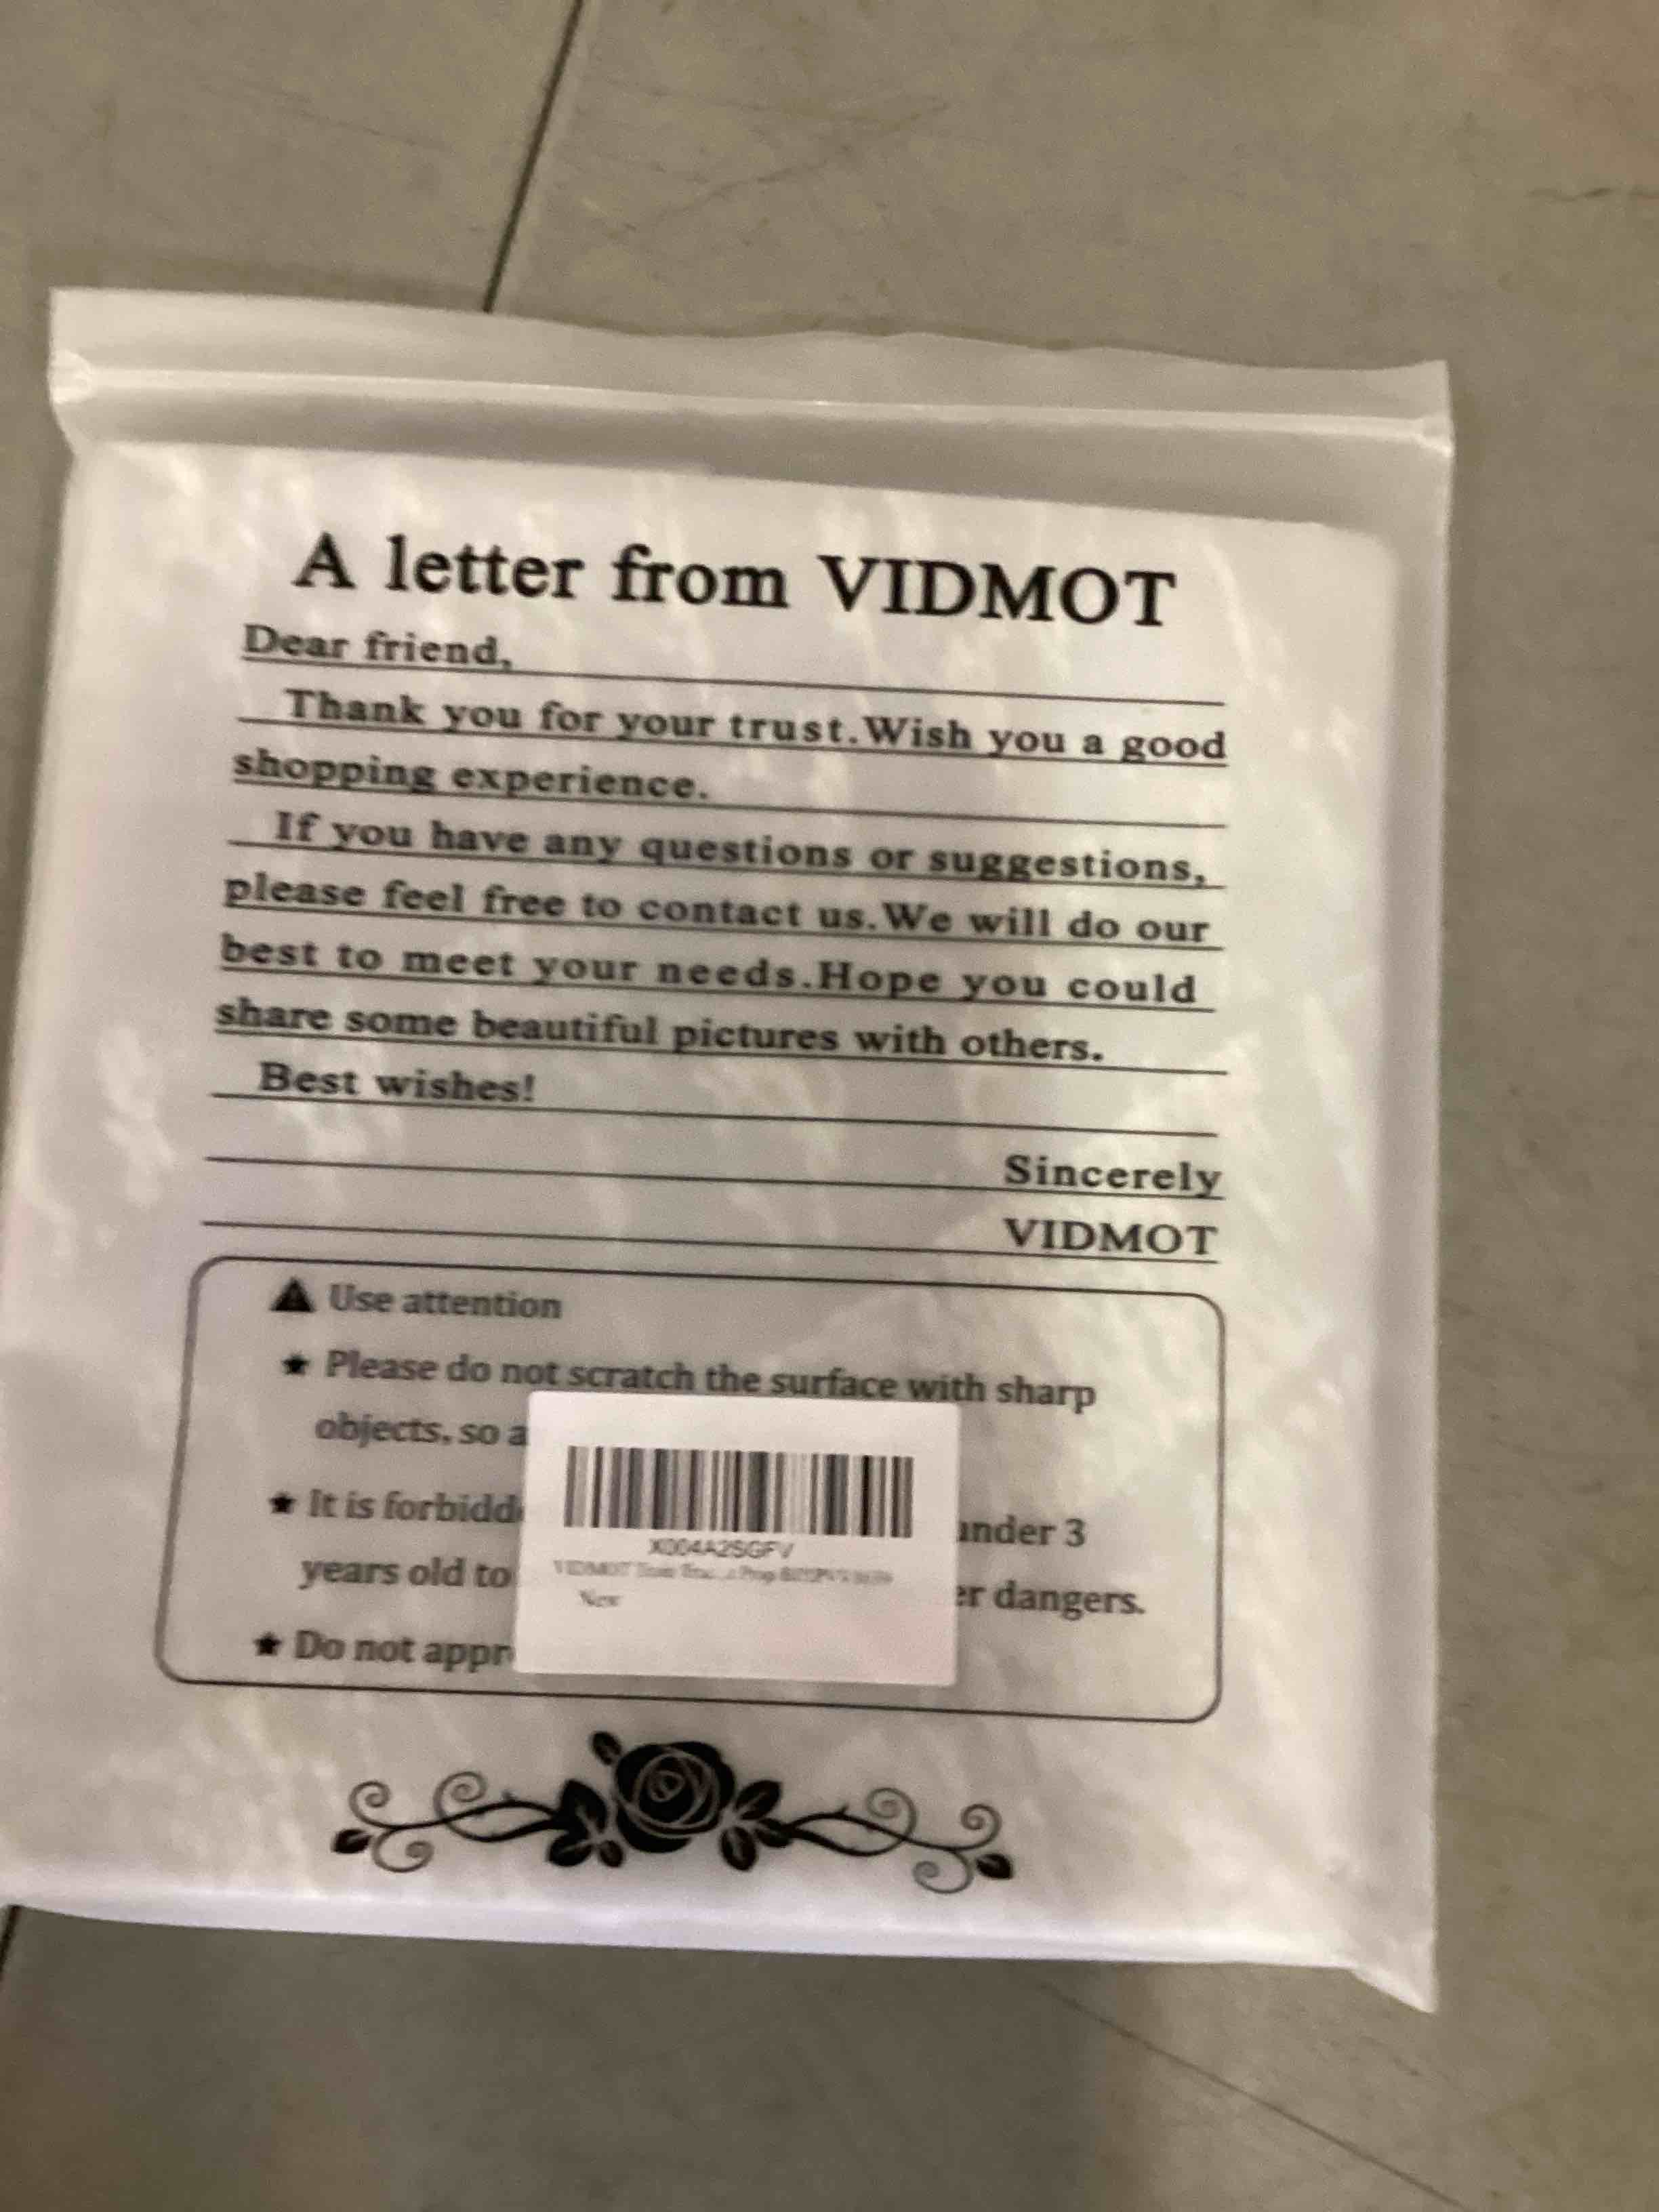 A letter from VIDMOT
Dear friend,
Thank you for your trust.Wish you a good
shopping experience.
If you have any questions or suggestions,
please feel free to contact us.We will do our
best to meet your needs.Hope you could
share some beautiful pictures with others.
Best wishes!
Sincerely
VIDMOT
Use attention
★ Please do not scratch the surface with sharp
objects, so
★ It is under 3
years old to dangers.
★ Do not
X004A2SGFV
VIDMOT
New